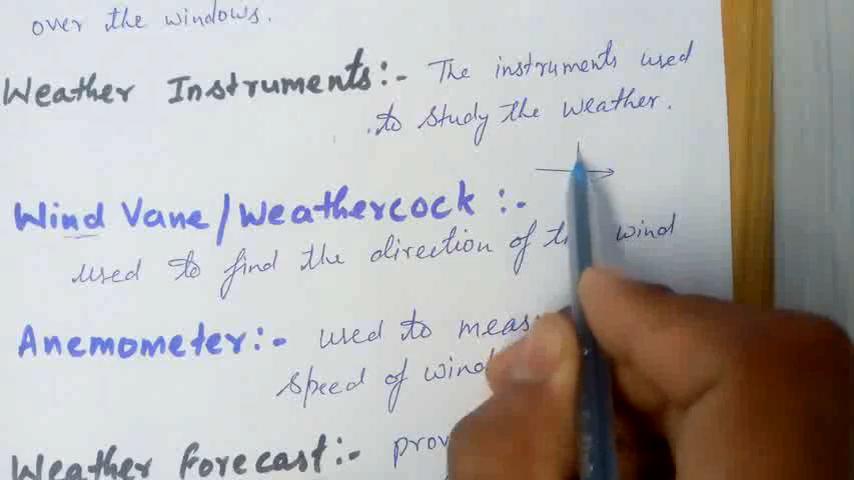 over the windows.
Weather Instruments:- The instruments used
to study the weather.
Wind Vane/Weathercock :-
used to find the direction of wind
Anemometer:- used to
speed of wind
Weather Forecast:-